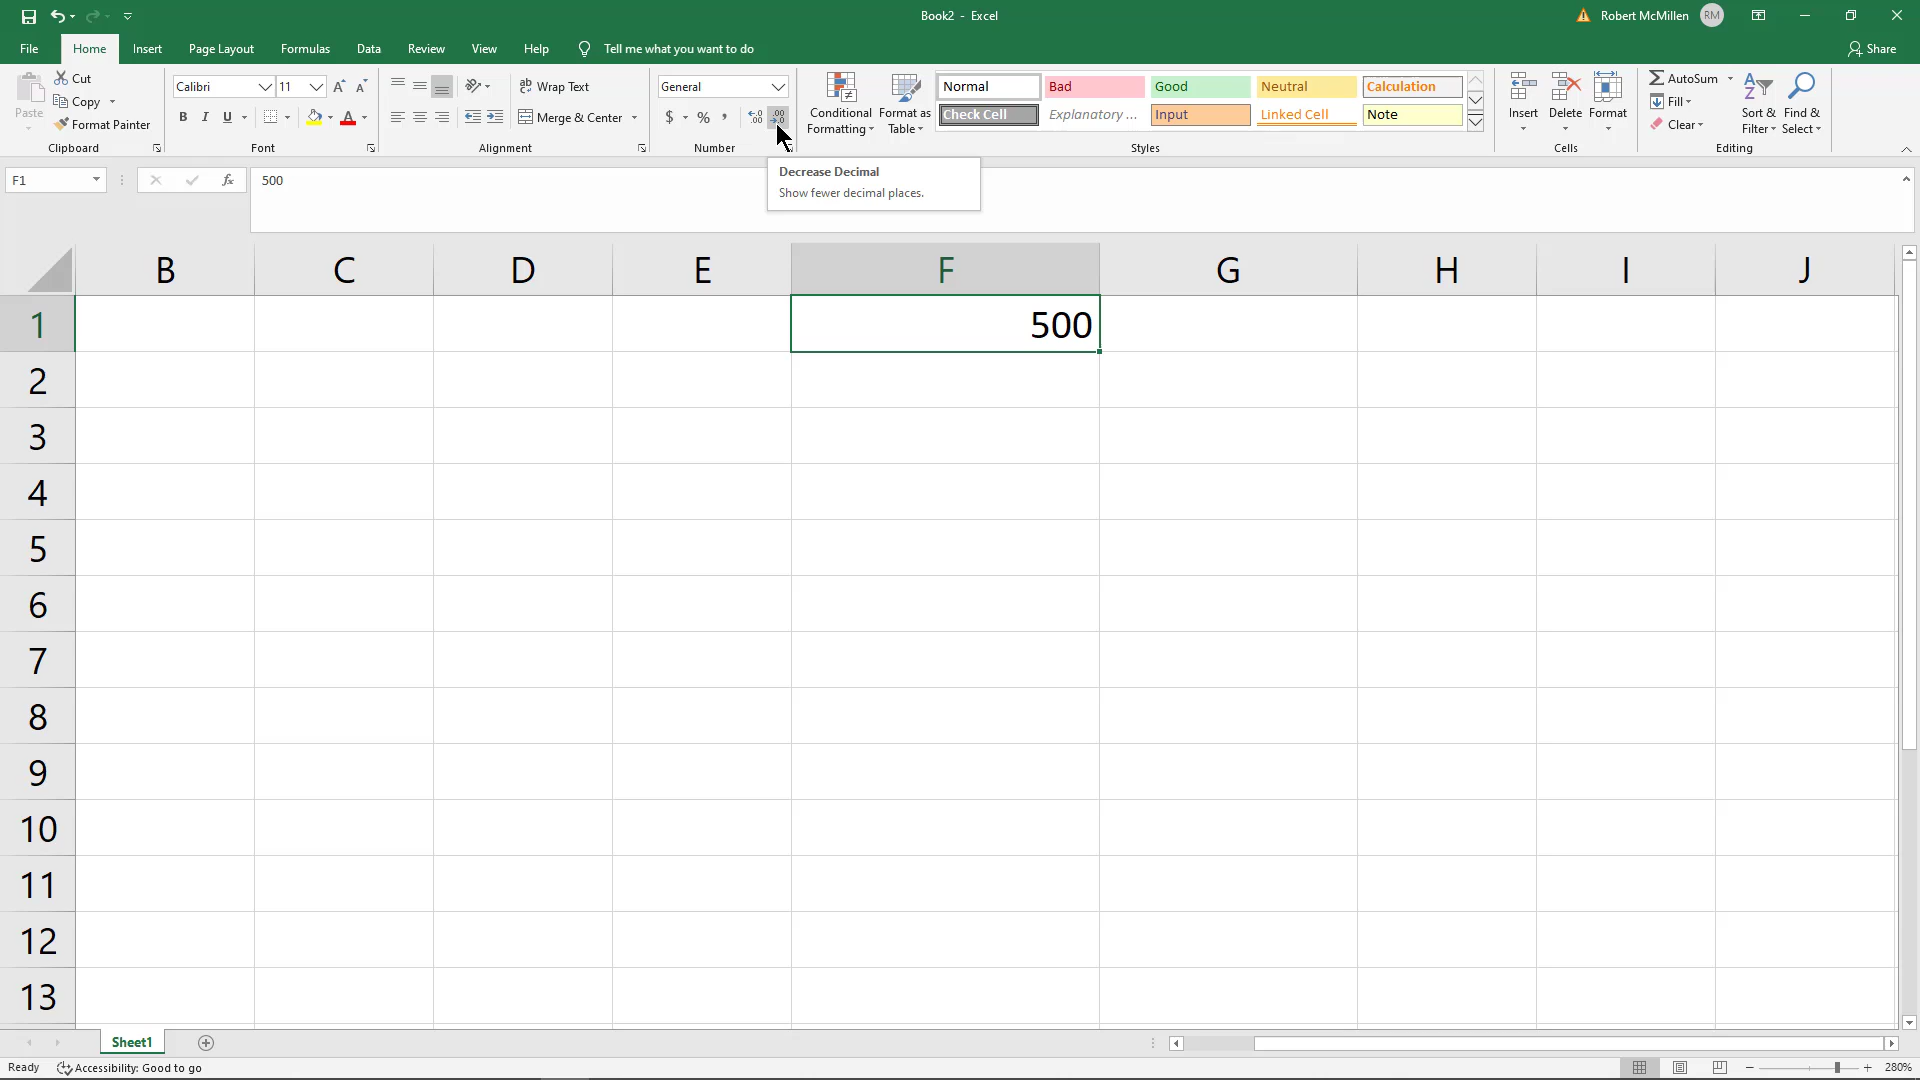 Book2 - Excel
Robert McMillen
RM
File
Home
Insert
Page Layout
Formulas
Data
Review
View
Help
Tell me what you want to do
Share
Paste
Cut
Copy
Format Painter
Clipboard
Calibri
11
B
I
U
Font
Wrap Text
Merge & Center
Alignment
General
$
%
Number
Conditional
Formatting
Format as
Table
Normal
Bad
Good
Neutral
Calculation
Check Cell
Explanatory ...
Input
Linked Cell
Note
Styles
Insert
Delete
Format
Cells
AutoSum
Fill
Clear
Sort &
Filter
Find &
Select
Editing
F1
fx
500
Decrease Decimal
Show fewer decimal places.
B C D E F G H I J
1 500
2
3
4
5
6
7
8
9
10
11
12
13
Sheet1
Ready
Accessibility: Good to go
280%